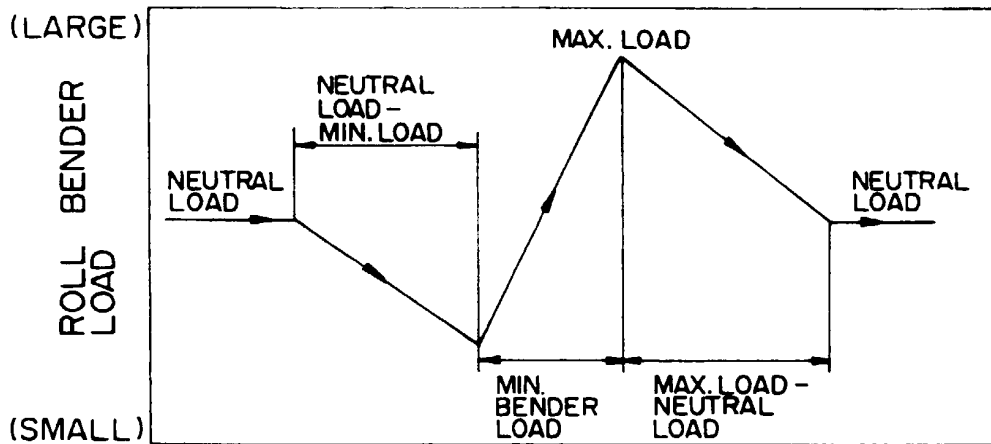 (LARGE)
ROLL BENDER
LOAD
(SMALL)
NEUTRAL
LOAD
NEUTRAL
LOAD –
MIN. LOAD
MAX. LOAD
NEUTRAL
LOAD
MIN.
BENDER
LOAD
MAX. LOAD –
NEUTRAL
LOAD